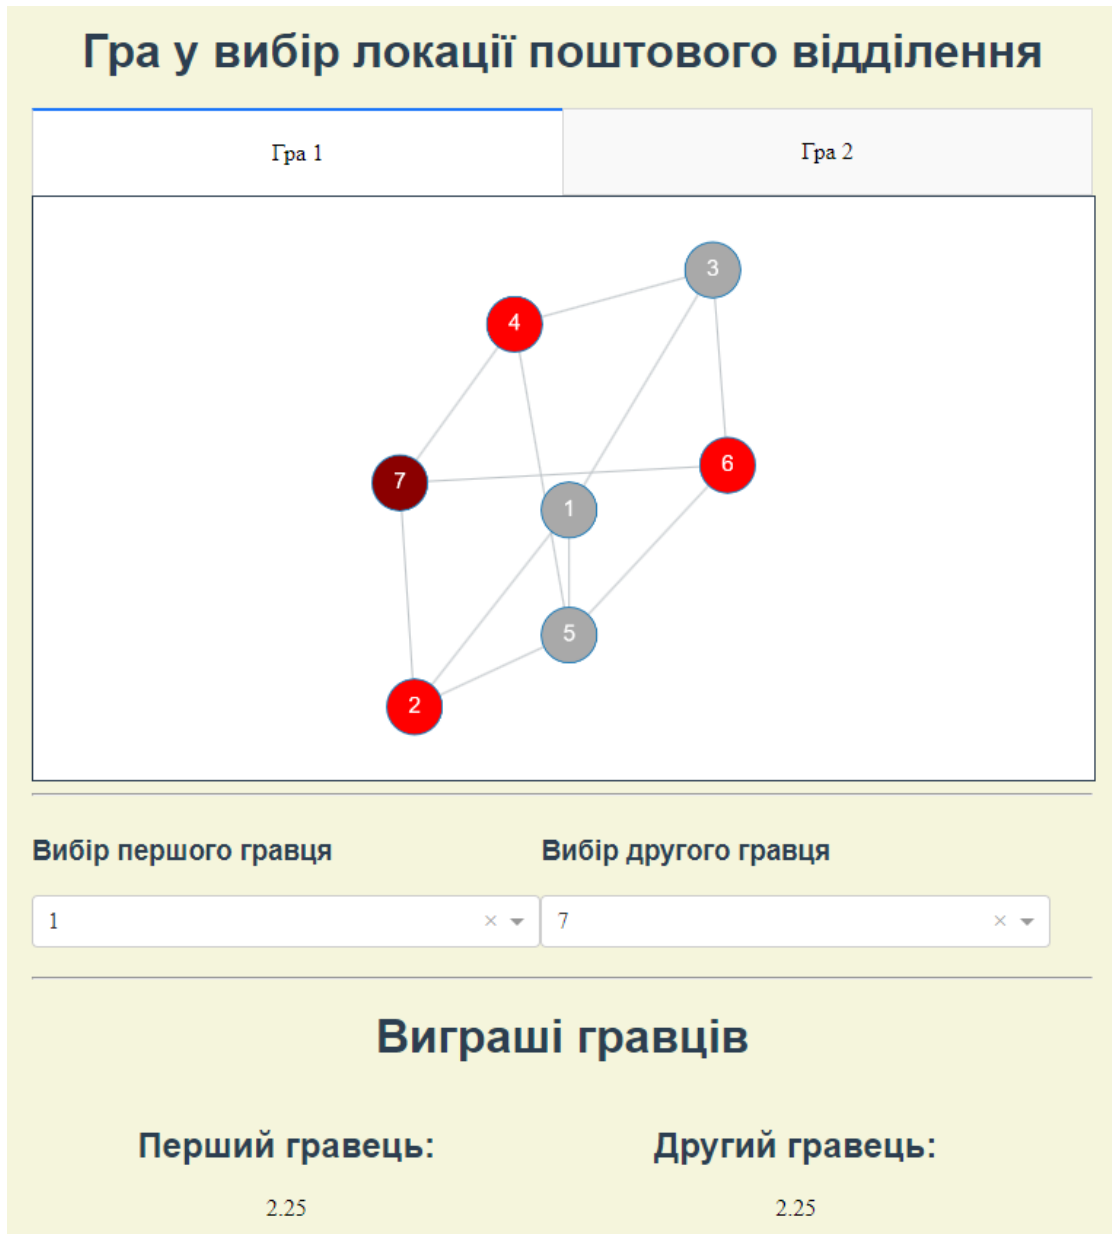 Гра у вибір локації поштового відділення
Гра 1
Гра 2
3
4
6
7
1
5
2
Вибір першого гравця
Вибір другого гравця
1
7
Виграші гравців
Перший гравець:
Другий гравець:
2.25
2.25